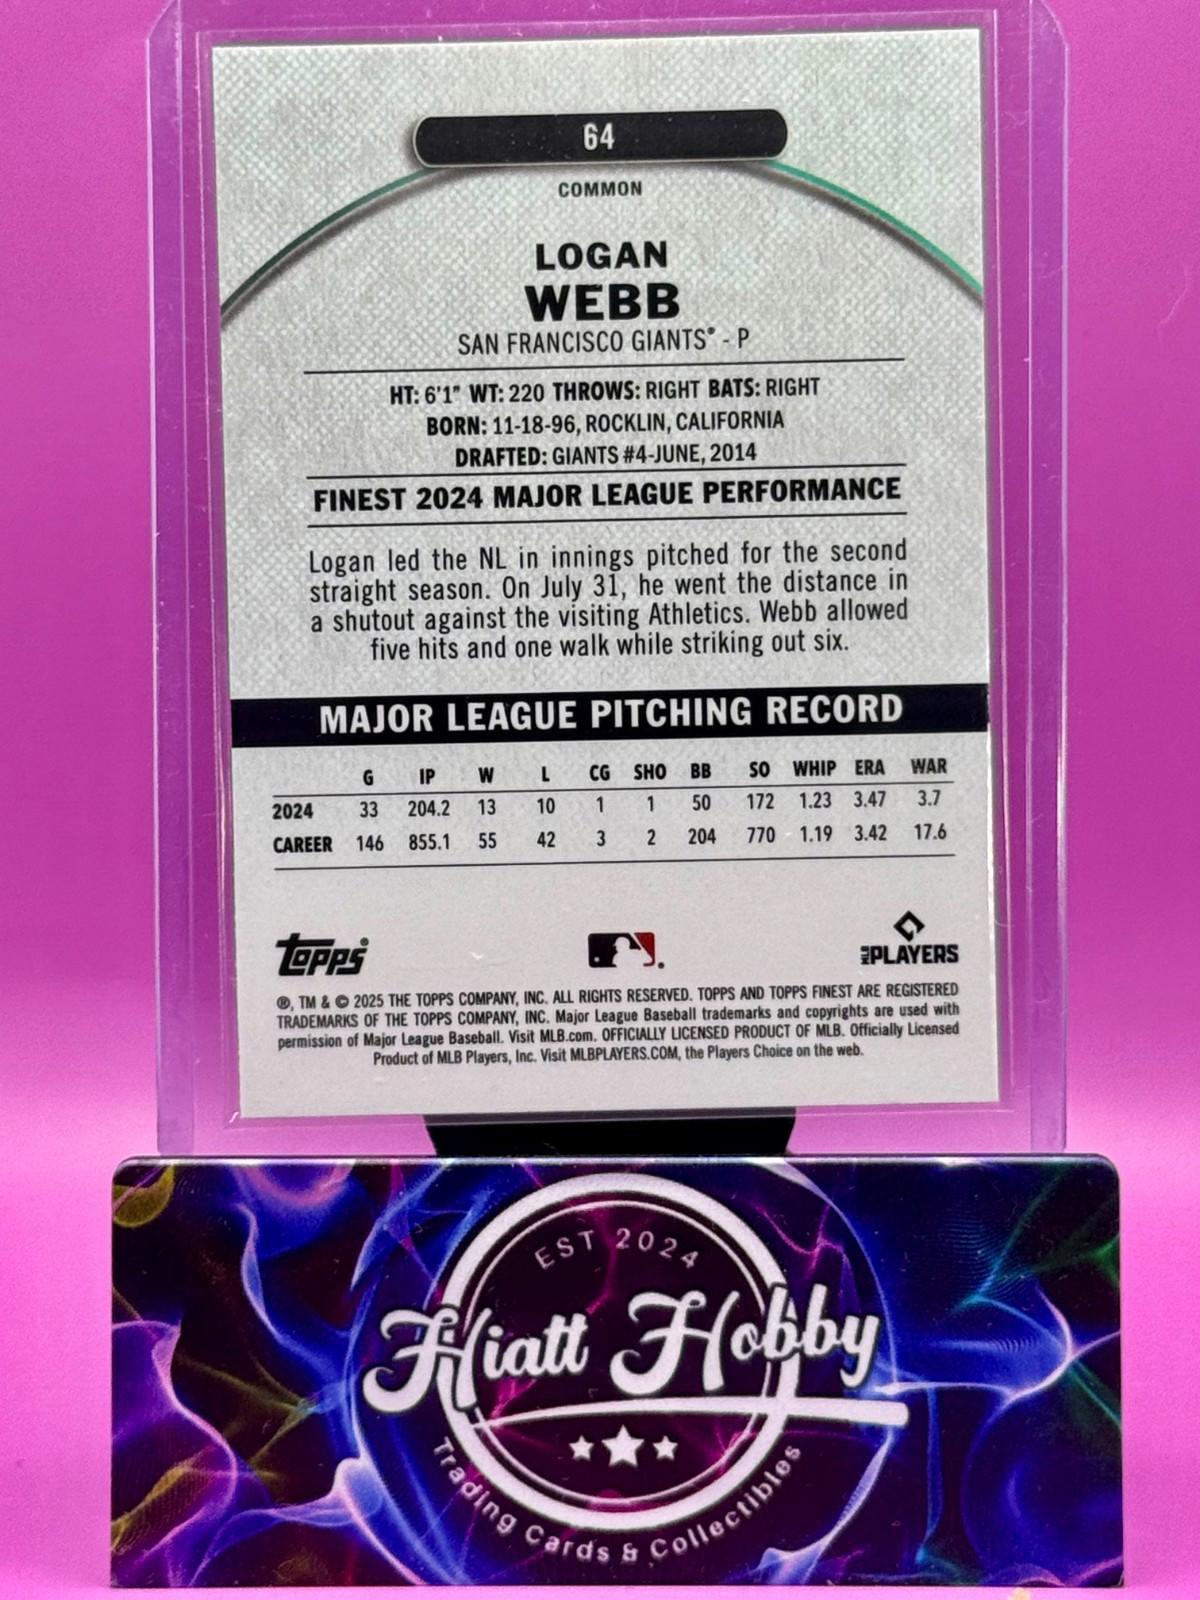 64
COMMON
LOGAN
WEBB
SAN FRANCISCO GIANTS® - P
HT: 6'1" WT: 220 THROWS: RIGHT BATS: RIGHT
BORN: 11-18-96, ROCKLIN, CALIFORNIA
DRAFTED: GIANTS #4-JUNE, 2014
FINEST 2024 MAJOR LEAGUE PERFORMANCE
Logan led the NL in innings pitched for the second
straight season. On July 31, he went the distance in
a shutout against the visiting Athletics. Webb allowed
five hits and one walk while striking out six.
MAJOR LEAGUE PITCHING RECORD
G IP W L CG SHO BB SO WHIP ERA WAR
2024 33 204.2 13 10 1 1 50 172 1.23 3.47 3.7
CAREER 146 855.1 55 42 3 2 204 770 1.19 3.42 17.6
topps
MLB PLAYERS
®, TM & © 2025 THE TOPPS COMPANY, INC. ALL RIGHTS RESERVED. TOPPS AND TOPPS FINEST ARE REGISTERED
TRADEMARKS OF THE TOPPS COMPANY, INC. Major League Baseball trademarks and copyrights are used with
permission of Major League Baseball. Visit MLB.com. OFFICIALLY LICENSED PRODUCT OF MLB. Officially Licensed
Product of MLB Players, Inc. Visit MLBPLAYERS.COM, the Players Choice on the web.
EST 2024
Hiatt Hobby
Trading Cards & Collectibles